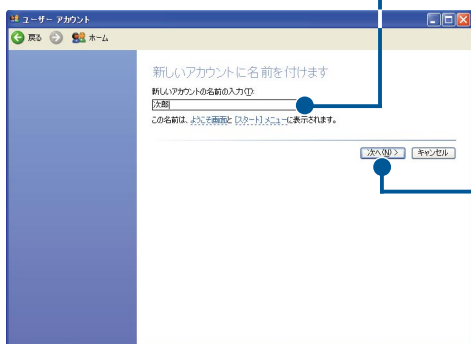 ユーザー アカウント
戻る ホーム
新しいアカウントに名前を付けます
新しいアカウントの名前の入力(T):
次郎
この名前は、ようこそ画面と [スタート] メニューに表示されます。
次へ(N) > キャンセル